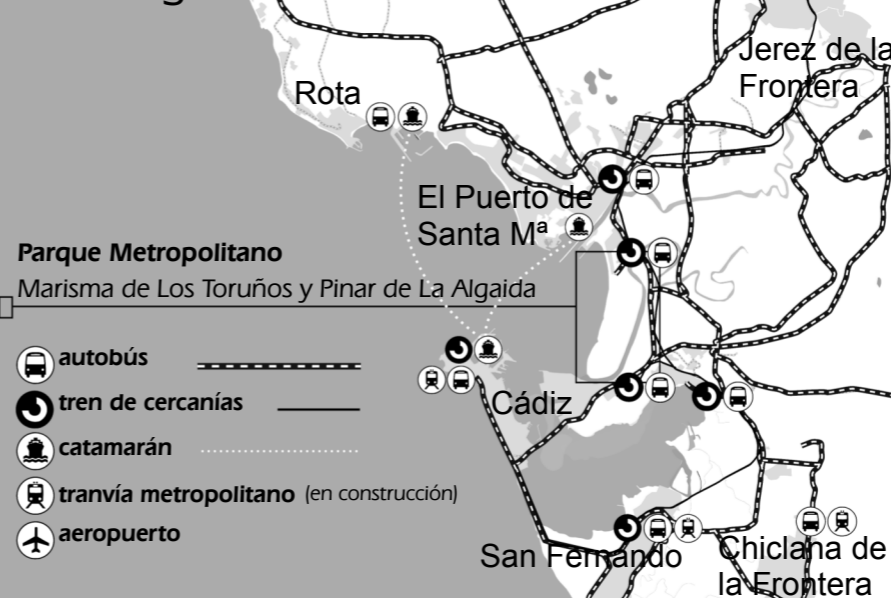 Jerez de la
Frontera
Rota
El Puerto de
Santa Mª
Parque Metropolitano
Marisma de Los Toruños y Pinar de La Algaida
autobús
tren de cercanías
Cádiz
catamarán
tranvía metropolitano (en construcción)
aeropuerto
San Fernando
Chiclana de
la Frontera